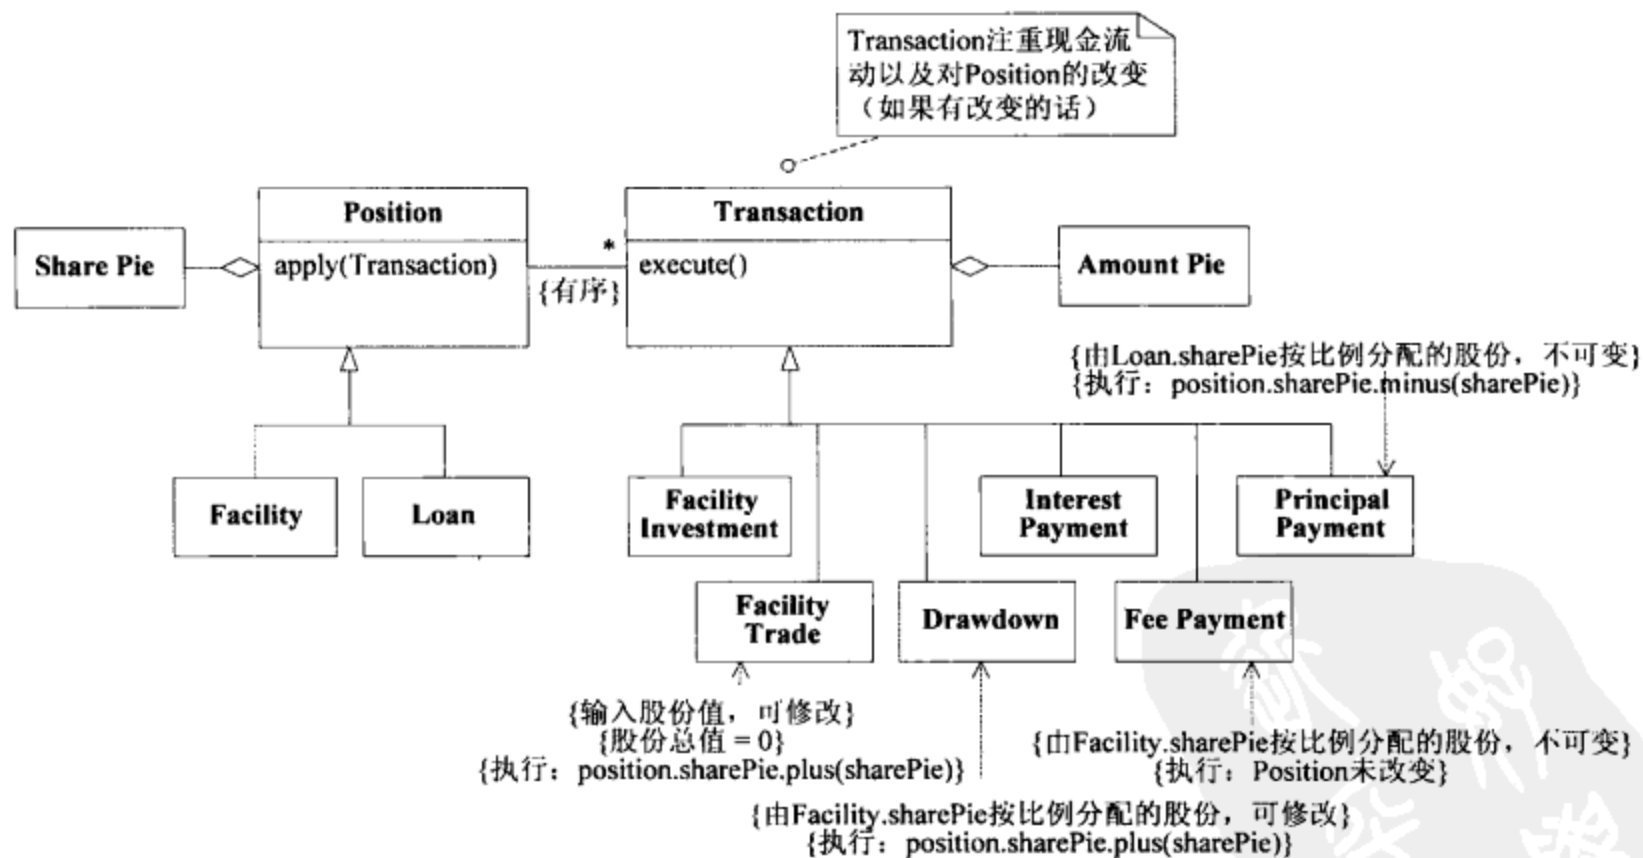 Transaction注重现金流
动以及对Position的改变
（如果有改变的话）
Position
Transaction
Share Pie
apply(Transaction)
*
{有序}
execute()
Amount Pie
{由Loan.sharePie按比例分配的股份，不可变}
{执行：position.sharePie.minus(sharePie)}
Facility
Loan
Facility
Investment
Interest
Payment
Principal
Payment
Facility
Trade
Drawdown
Fee Payment
{输入股份值，可修改}
{股份总值 = 0}
{执行：position.sharePie.plus(sharePie)}
{由Facility.sharePie按比例分配的股份，不可变}
{执行：Position未改变}
{由Facility.sharePie按比例分配的股份，可修改}
{执行：position.sharePie.plus(sharePie)}